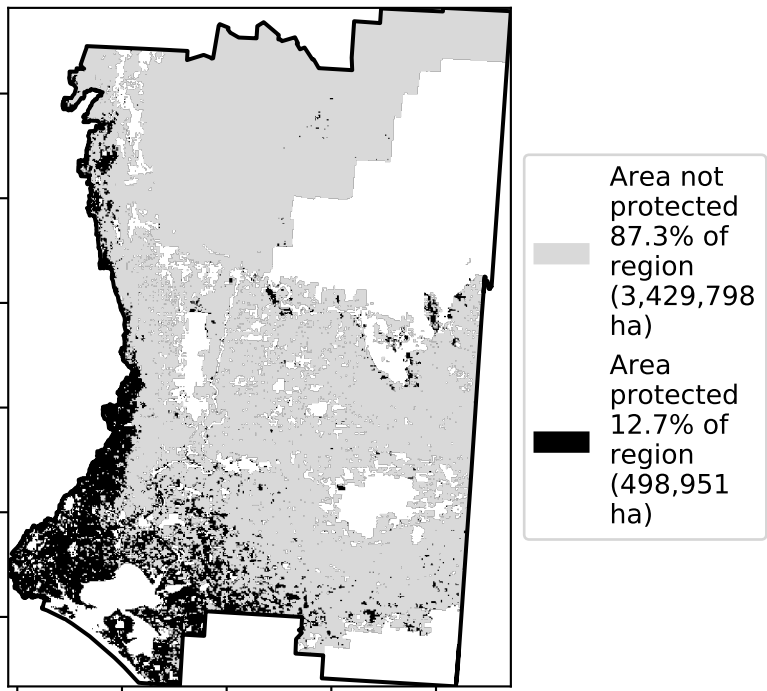 Area not
protected
87.3% of
region
(3,429,798
ha)
Area
protected
12.7% of
region
(498,951
ha)